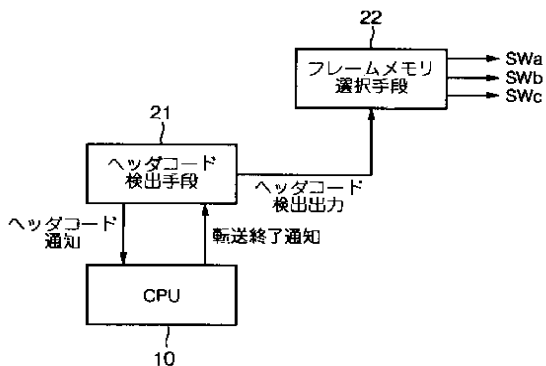 22
フレームメモリ
選択手段
SWa
SWb
SWc
21
ヘッダコード
検出手段
ヘッダコード
検出出力
ヘッダコード
通知
転送終了通知
CPU
10